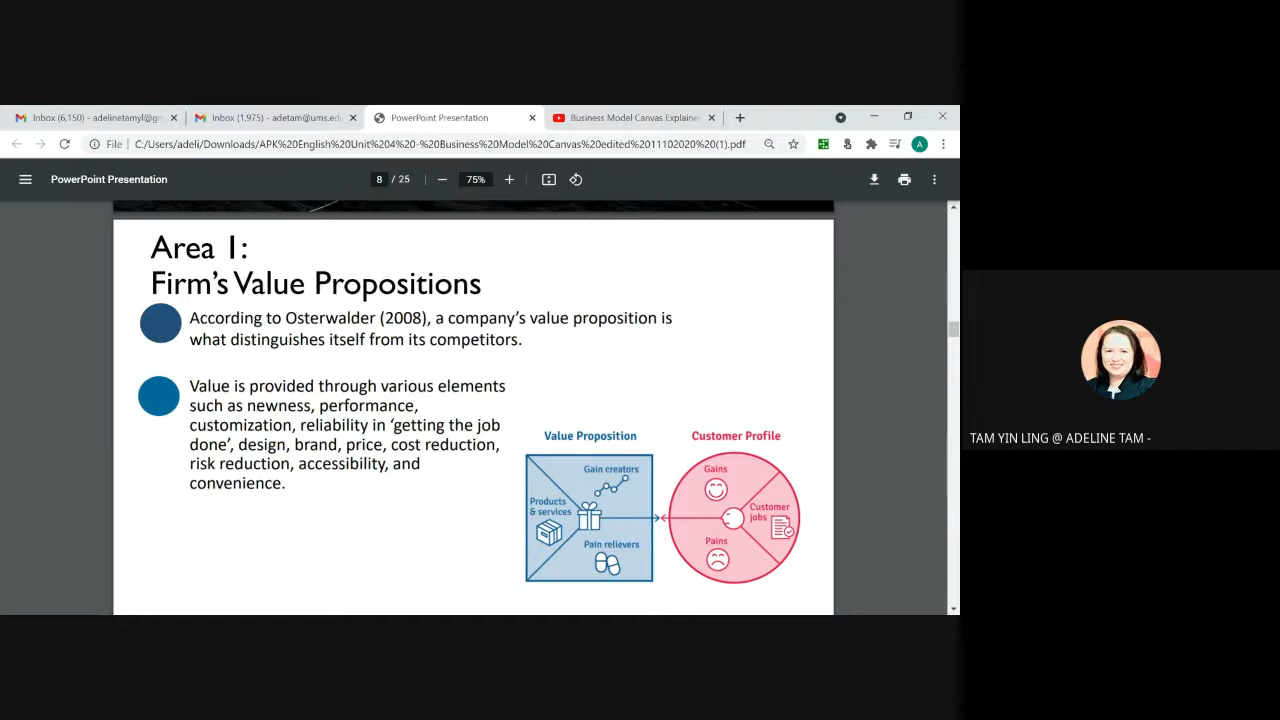 Inbox (6,150) - adelinetamyl@gm
Inbox (1,975) - adetam@ums.ed
PowerPoint Presentation
Business Model Canvas Explaine
File
C:/Users/adeli/Downloads/APK%20English%20Unit%204%20-%20Business%20Model%20Canvas%20edited%2011102020%20(1).pdf
A
PowerPoint Presentation
8 / 25
75%
Area 1:
Firm's Value Propositions
According to Osterwalder (2008), a company's value proposition is
what distinguishes itself from its competitors.
Value is provided through various elements
such as newness, performance,
customization, reliability in 'getting the job
done', design, brand, price, cost reduction,
risk reduction, accessibility, and
convenience.
Value Proposition
Gain creators
Products
& services
Pain relievers
Customer Profile
Gains
Customer
jobs
Pains
TAM YIN LING @ ADELINE TAM -